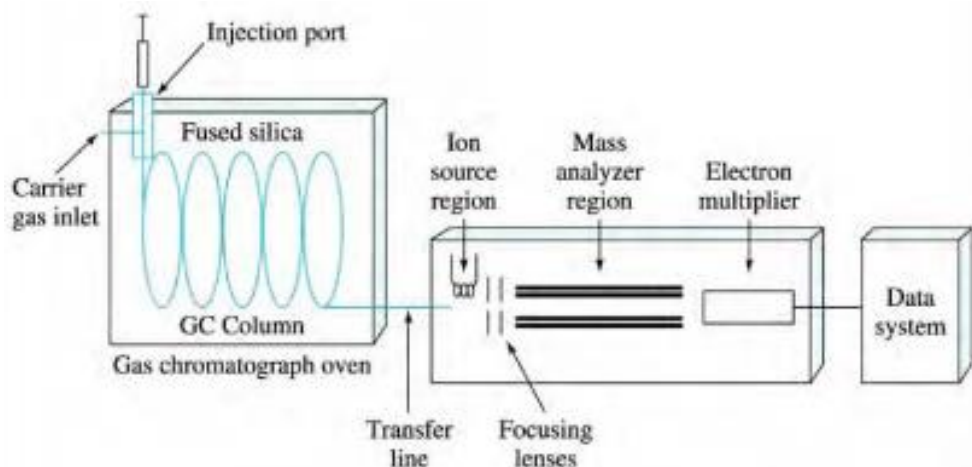 Injection port
Fused silica
Carrier
gas inlet
GC Column
Gas chromatograph oven
Ion
source
region
Mass
analyzer
region
Electron
multiplier
Data
system
Transfer
line
Focusing
lenses